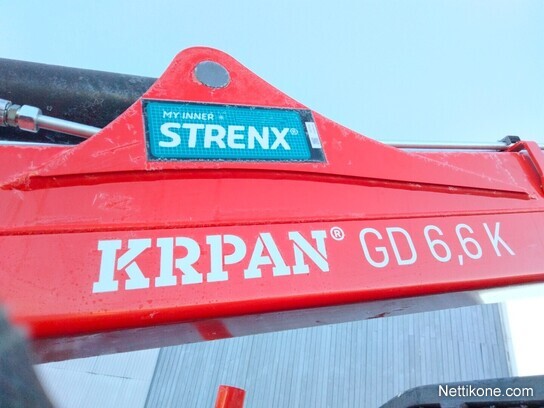 MY INNER
STRENX®
KRPAN® GD 6,6 K
Nettikone.com